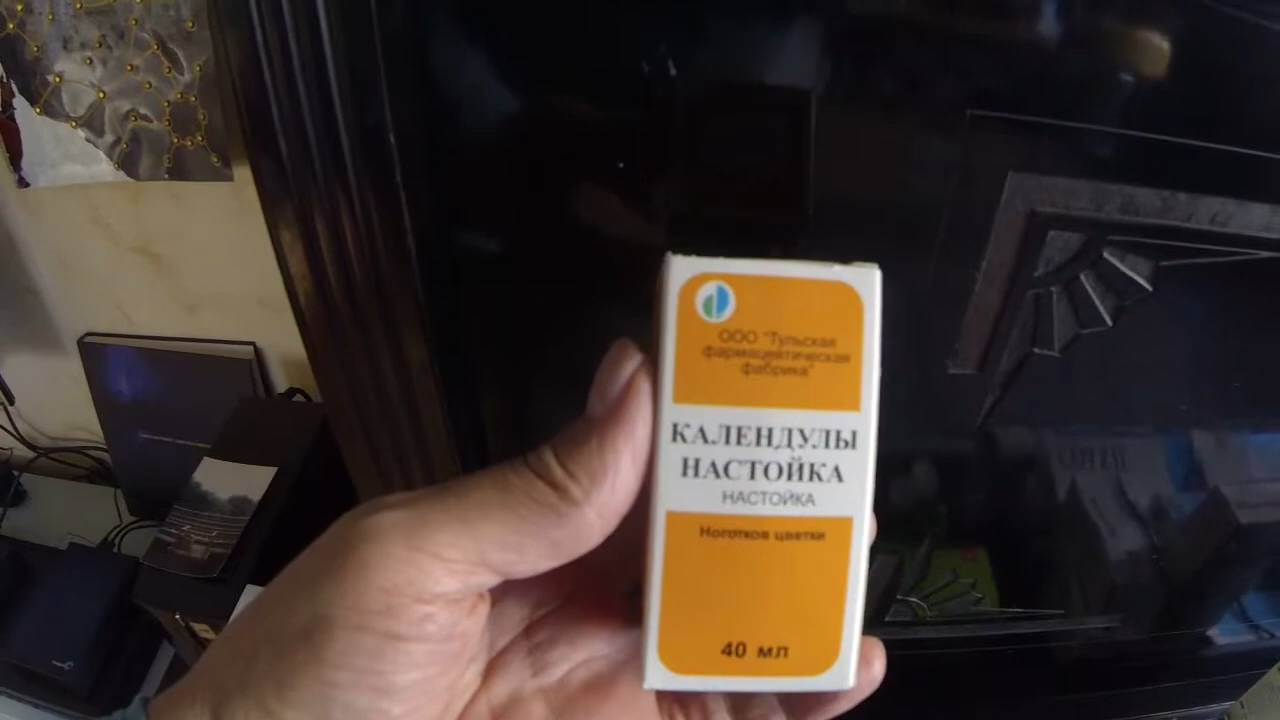 ООО "Тульская
фармацевтическая
фабрика"
КАЛЕНДУЛЫ
НАСТОЙКА
НАСТОЙКА
Ноготков цветки
40 мл